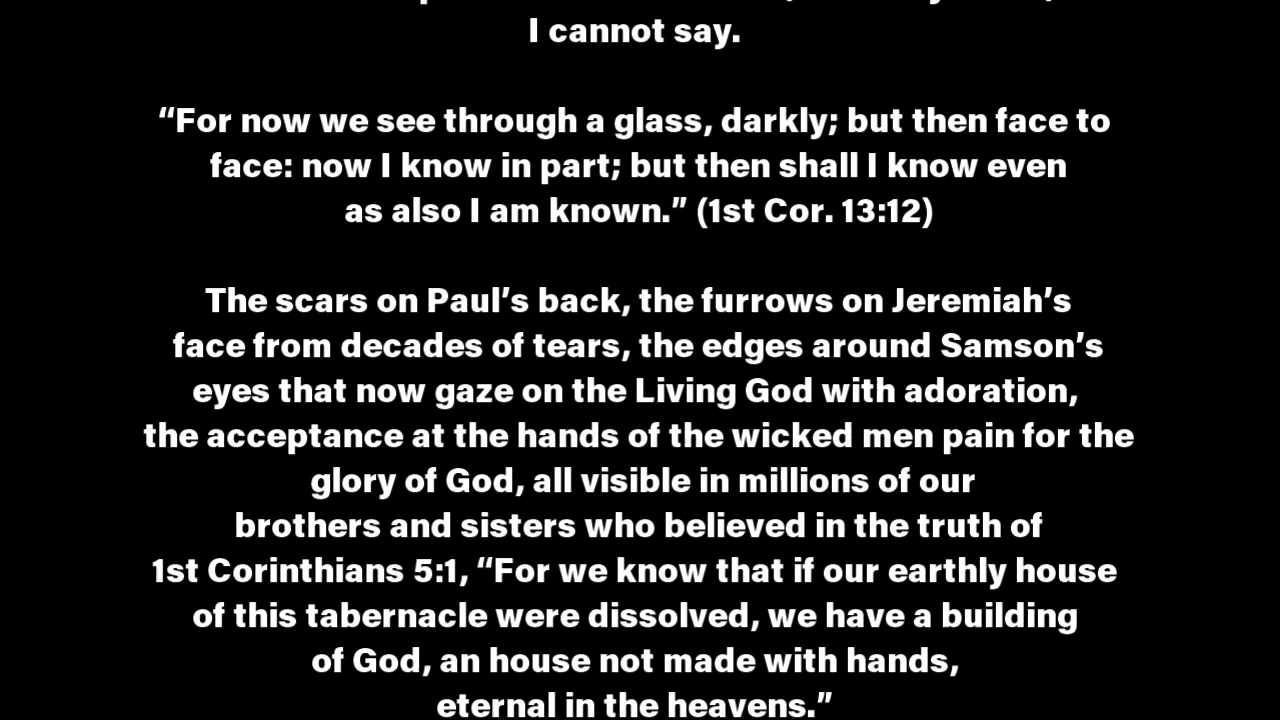 I cannot say.
“For now we see through a glass, darkly; but then face to
face: now I know in part; but then shall I know even
as also I am known.” (1st Cor. 13:12)
The scars on Paul’s back, the furrows on Jeremiah’s
face from decades of tears, the edges around Samson’s
eyes that now gaze on the Living God with adoration,
the acceptance at the hands of the wicked men pain for the
glory of God, all visible in millions of our
brothers and sisters who believed in the truth of
1st Corinthians 5:1, “For we know that if our earthly house
of this tabernacle were dissolved, we have a building
of God, an house not made with hands,
eternal in the heavens.”